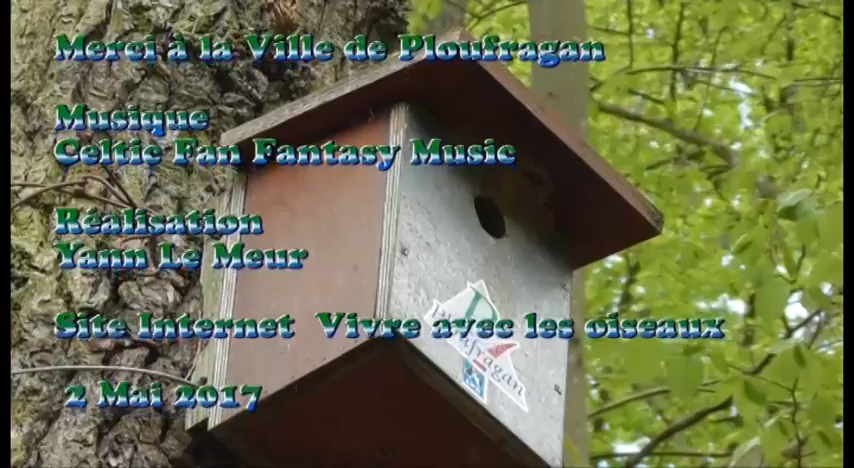 Merci à la Ville de Ploufragan
Musique
Celtic Fan Fantasy Music
Réalisation
Yann Le Meur
Site Internet  Vivre avec les oiseaux
2 Mai 2017
Ploufragan